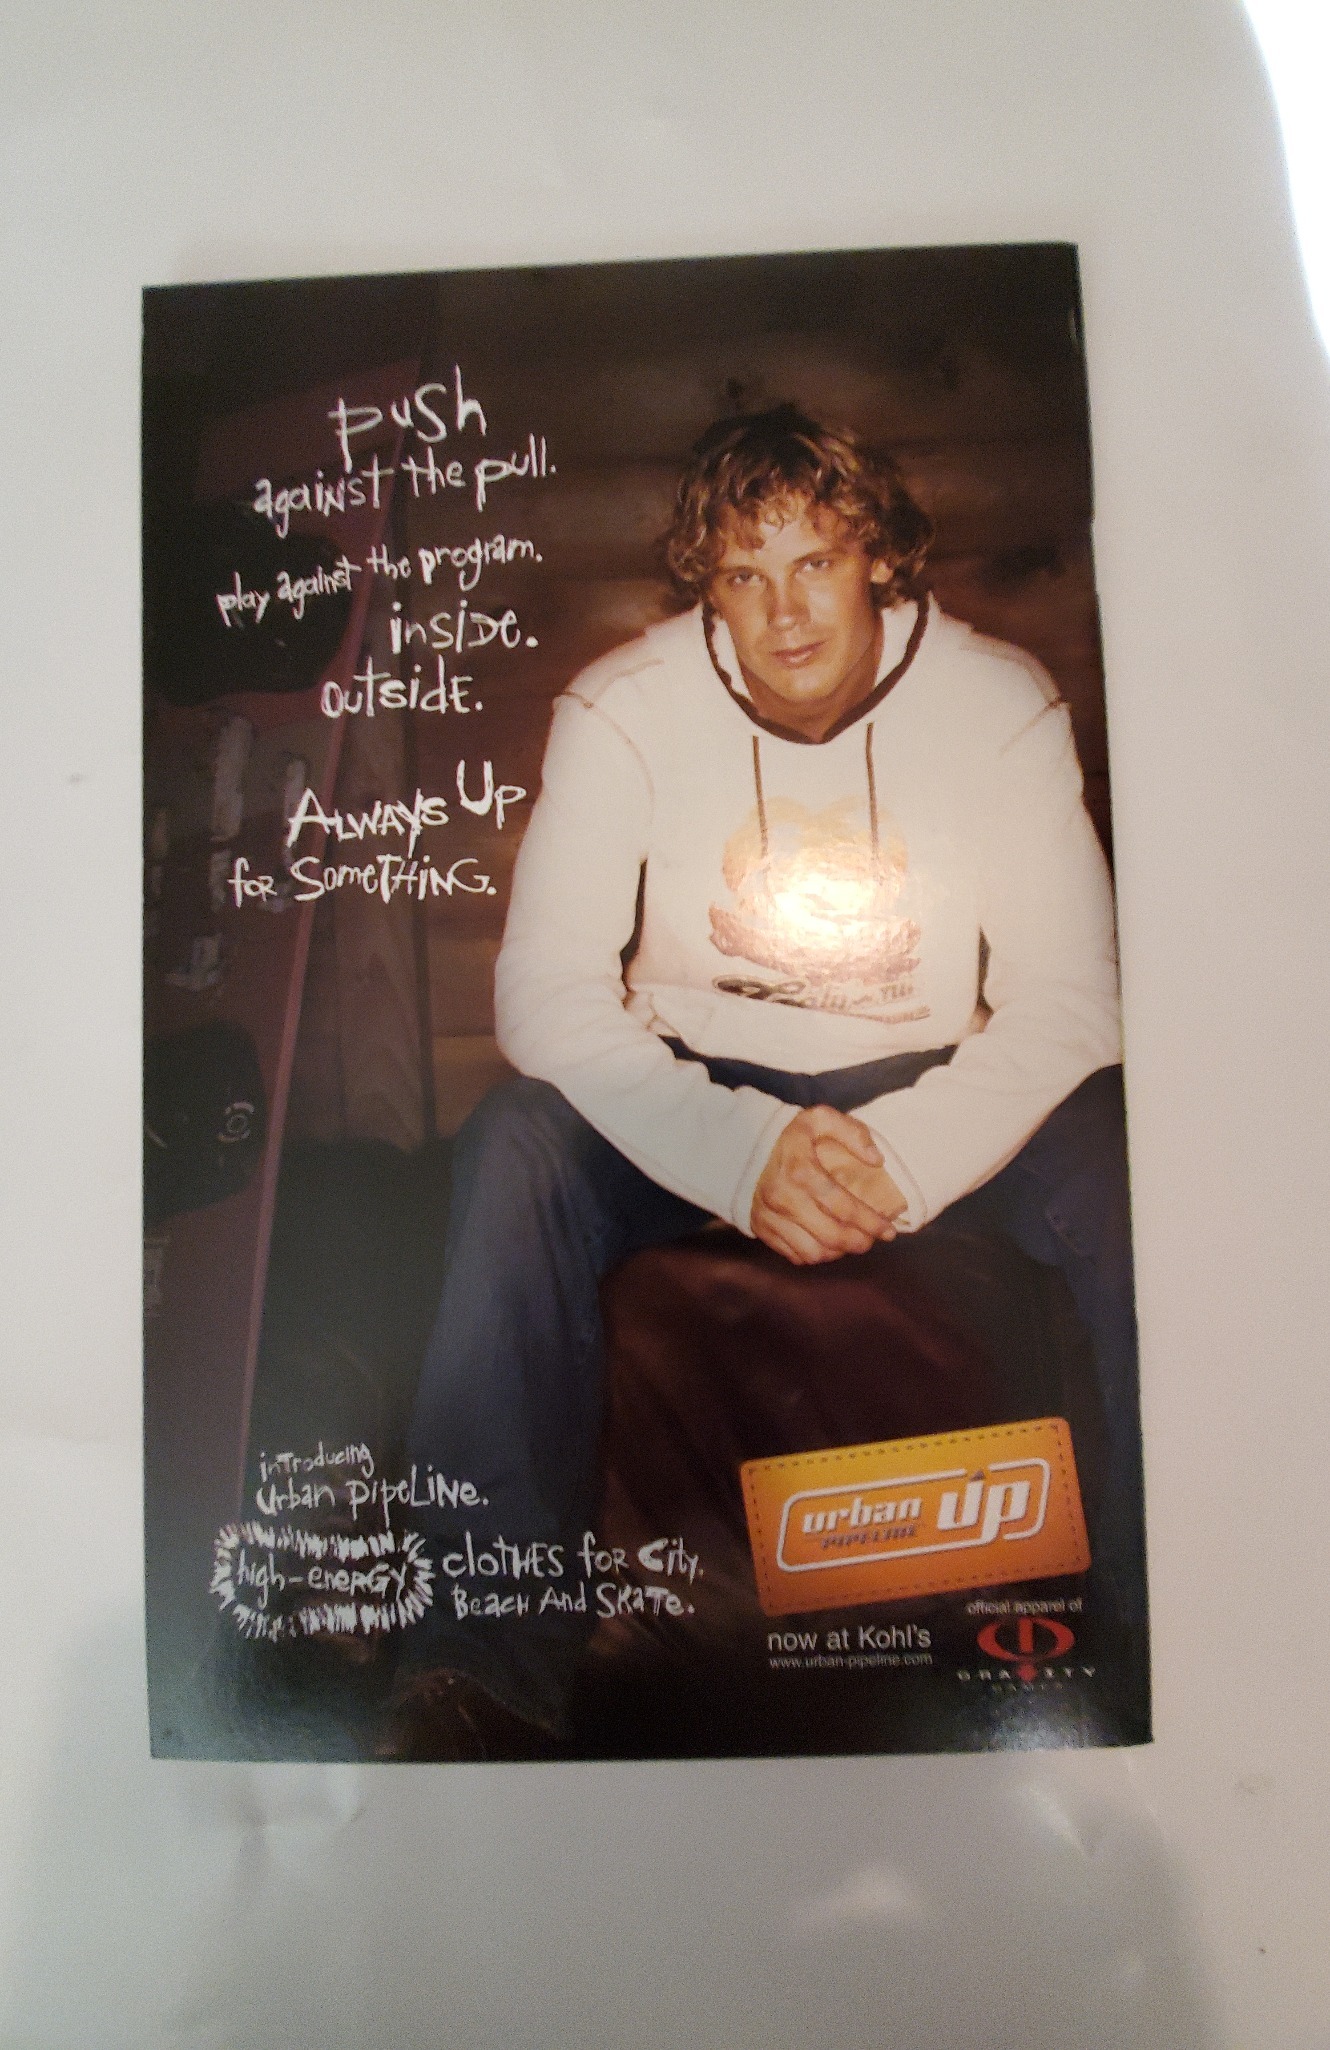 push
against the pull.
play against the program.
inside.
outside.
Always Up
for Something.
introducing
urban pipeline.
high-energy clothes for City,
Beach And Skate.
urban up
PIPELINE
official apparel of
now at Kohl's
www.urban-pipeline.com
GRAVITY
GAMES